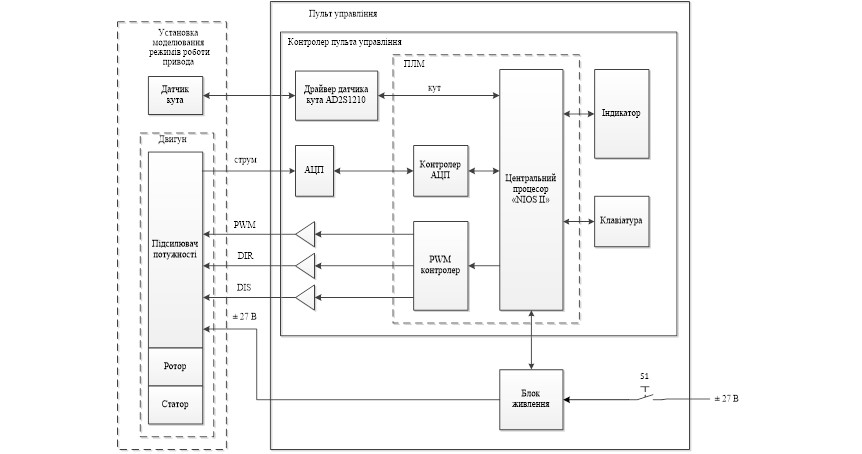 Пульт управління
Установка
моделювання
режимів роботи
привода
Контролер пульта управління
ПЛМ
Датчик
кута
Драйвер датчика
кута AD2S1210
кут
Індикатор
Двигун
струм
АЦП
Контролер
АЦП
Центральний
процесор
«NIOS II»
Клавіатура
Підсилювач
потужності
PWM
DIR
DIS
PWM
контролер
± 27 В
Ротор
Статор
Блок
живлення
S1
± 27 В